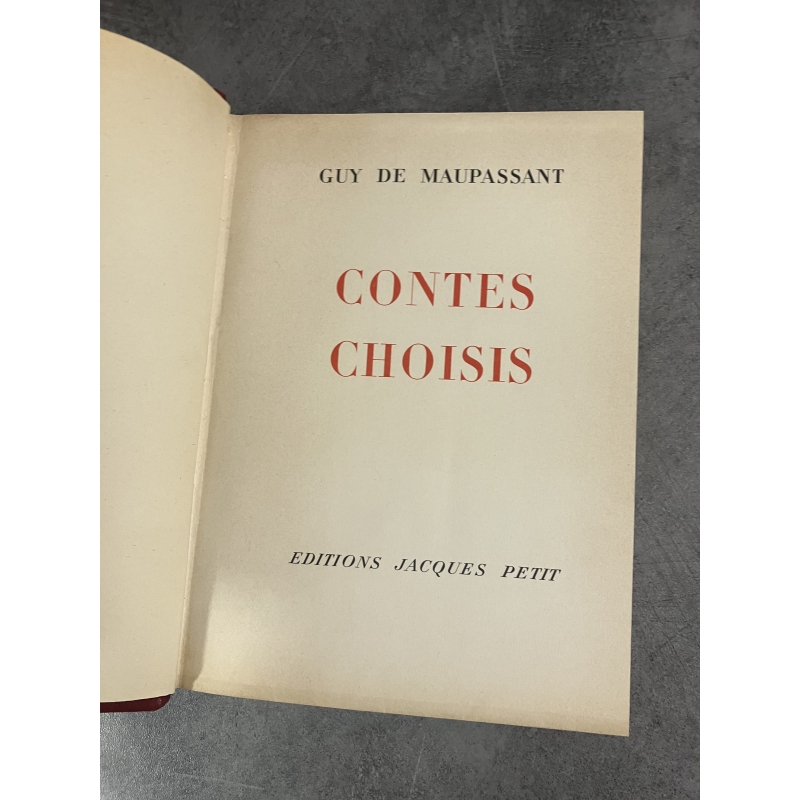 GUY DE MAUPASSANT
CONTES
CHOISIS
EDITIONS JACQUES PETIT